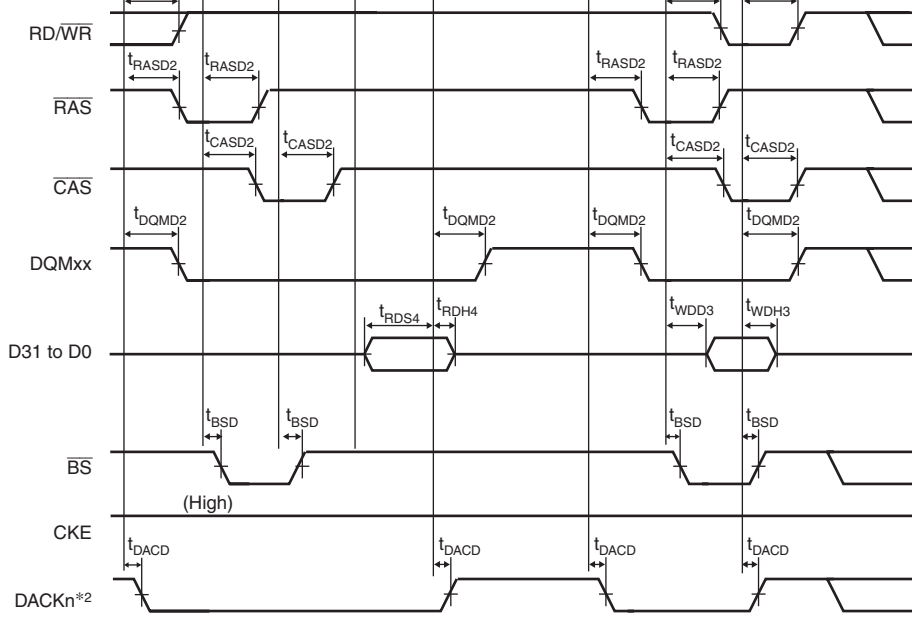 RD/WR
tRASD2 tRASD2 tRASD2 tRASD2
RAS
tCASD2 tCASD2 tCASD2 tCASD2
CAS
tDQMD2 tDQMD2 tDQMD2 tDQMD2
DQMxx
tRDS4 tRDH4 tWDD3 tWDH3
D31 to D0
tBSD tBSD tBSD tBSD
BS
(High)
CKE
tDACD tDACD tDACD tDACD
DACKn*2